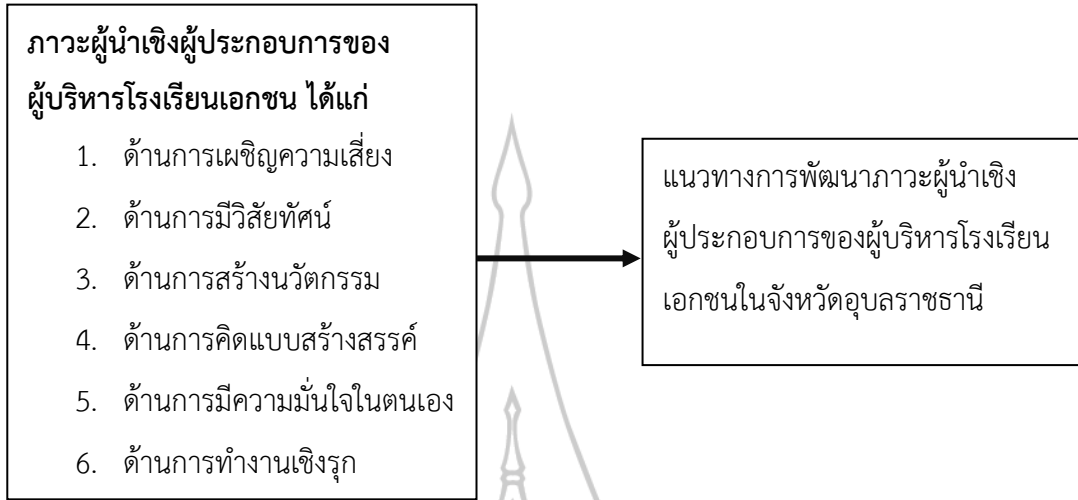 ภาวะผู้นำเชิงผู้ประกอบการของ
ผู้บริหารโรงเรียนเอกชน ได้แก่
1. ด้านการเผชิญความเสี่ยง
2. ด้านการมีวิสัยทัศน์
3. ด้านการสร้างนวัตกรรม
4. ด้านการคิดแบบสร้างสรรค์
5. ด้านการมีความมั่นใจในตนเอง
6. ด้านการทำงานเชิงรุก
แนวทางการพัฒนาภาวะผู้นำเชิง
ผู้ประกอบการของผู้บริหารโรงเรียน
เอกชนในจังหวัดอุบลราชธานี